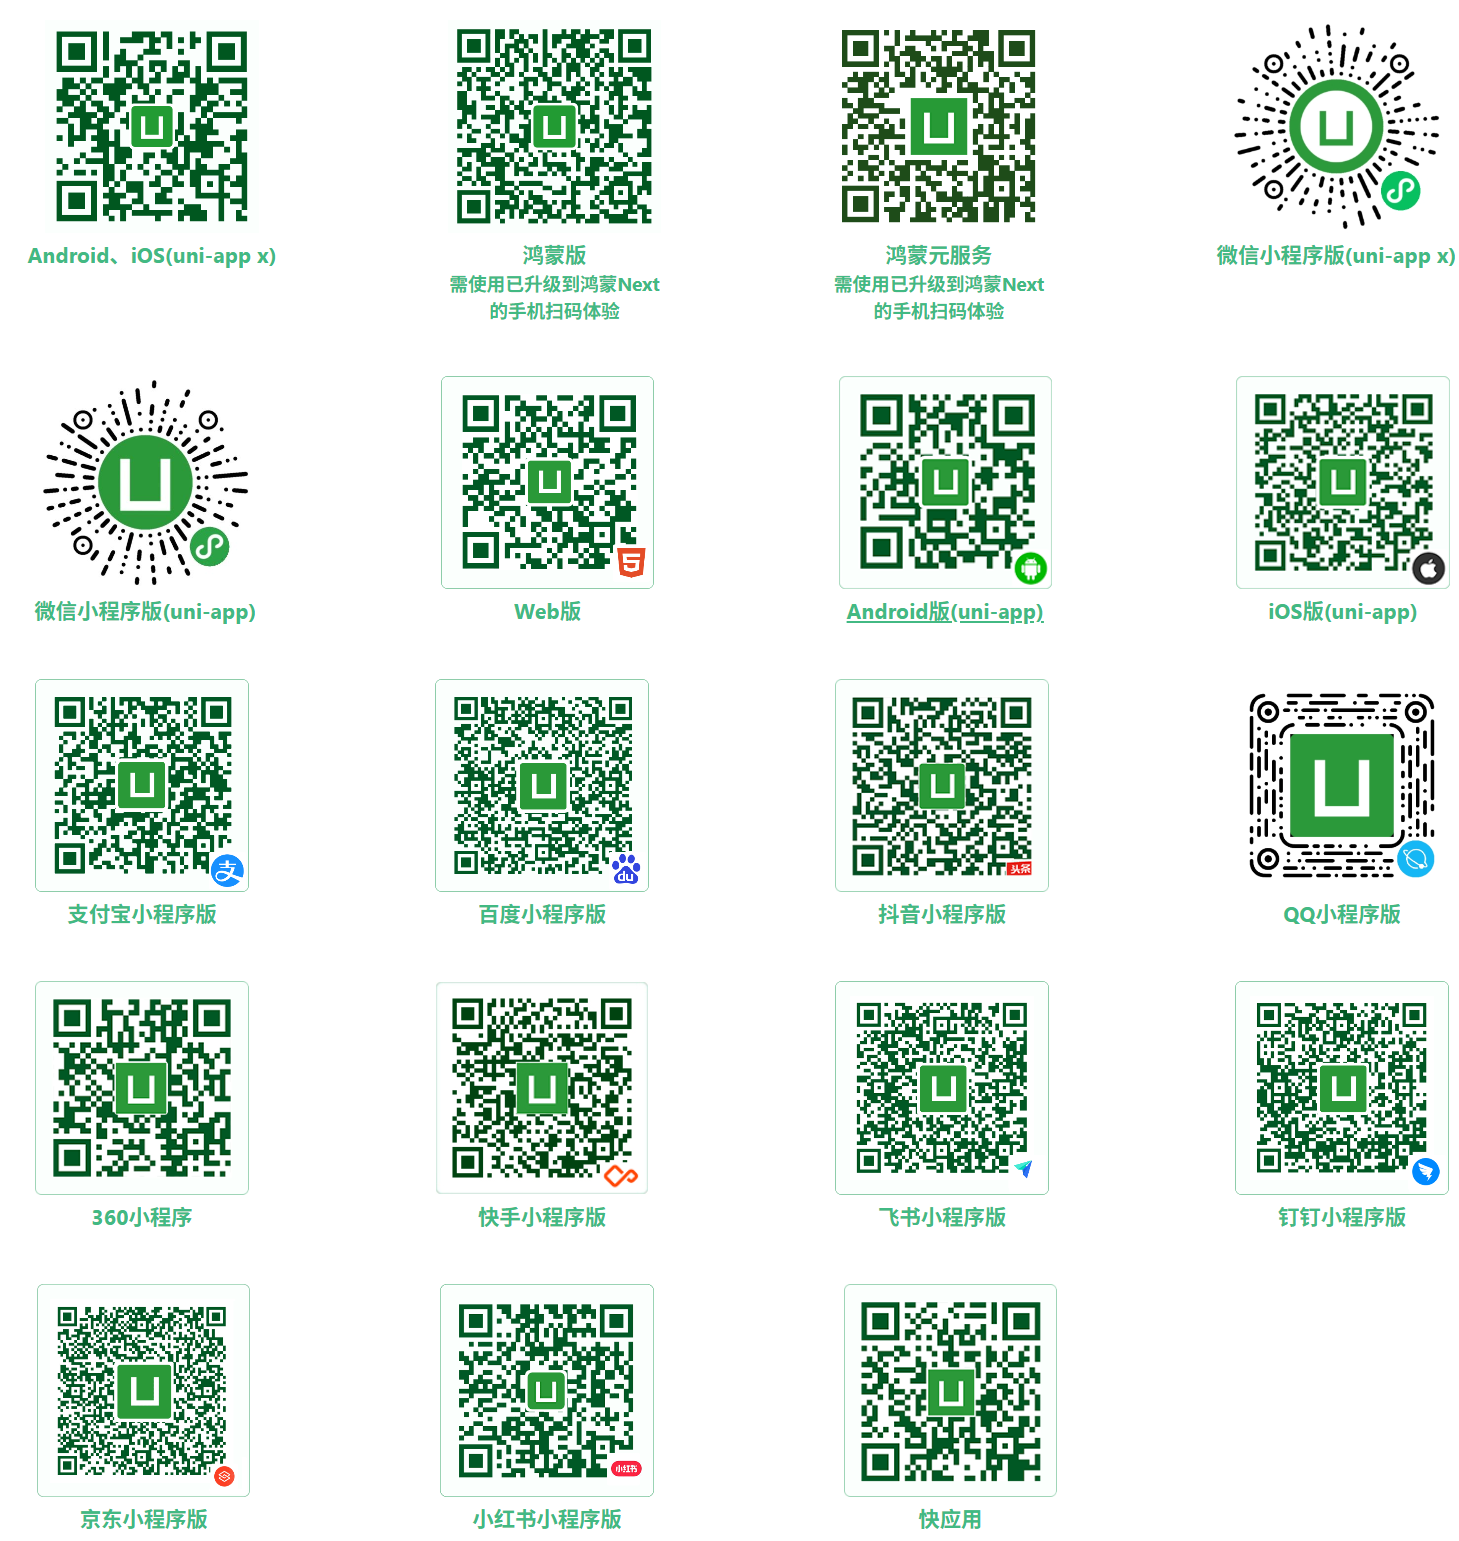 Android、iOS(uni-app x)
鸿蒙版
需使用已升级到鸿蒙Next
的手机扫码体验
鸿蒙元服务
需使用已升级到鸿蒙Next
的手机扫码体验
微信小程序版(uni-app x)
微信小程序版(uni-app)
Web版
Android版(uni-app)
iOS版(uni-app)
支
du
头条
支付宝小程序版
百度小程序版
抖音小程序版
QQ小程序版
360小程序
快手小程序版
飞书小程序版
钉钉小程序版
小红书
京东小程序版
小红书小程序版
快应用